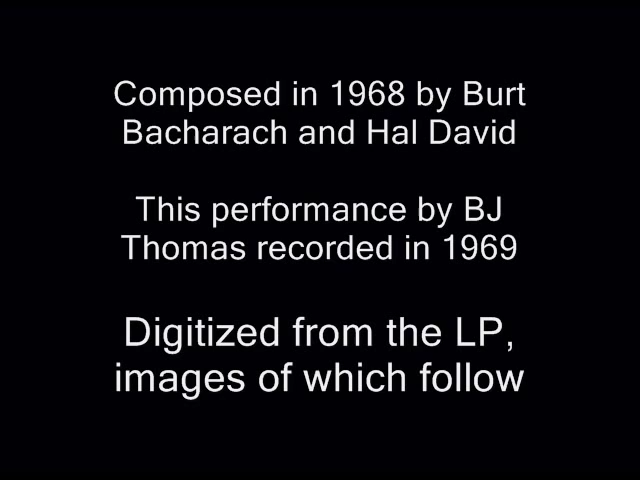 Composed in 1968 by Burt
Bacharach and Hal David
This performance by BJ
Thomas recorded in 1969
Digitized from the LP,
images of which follow